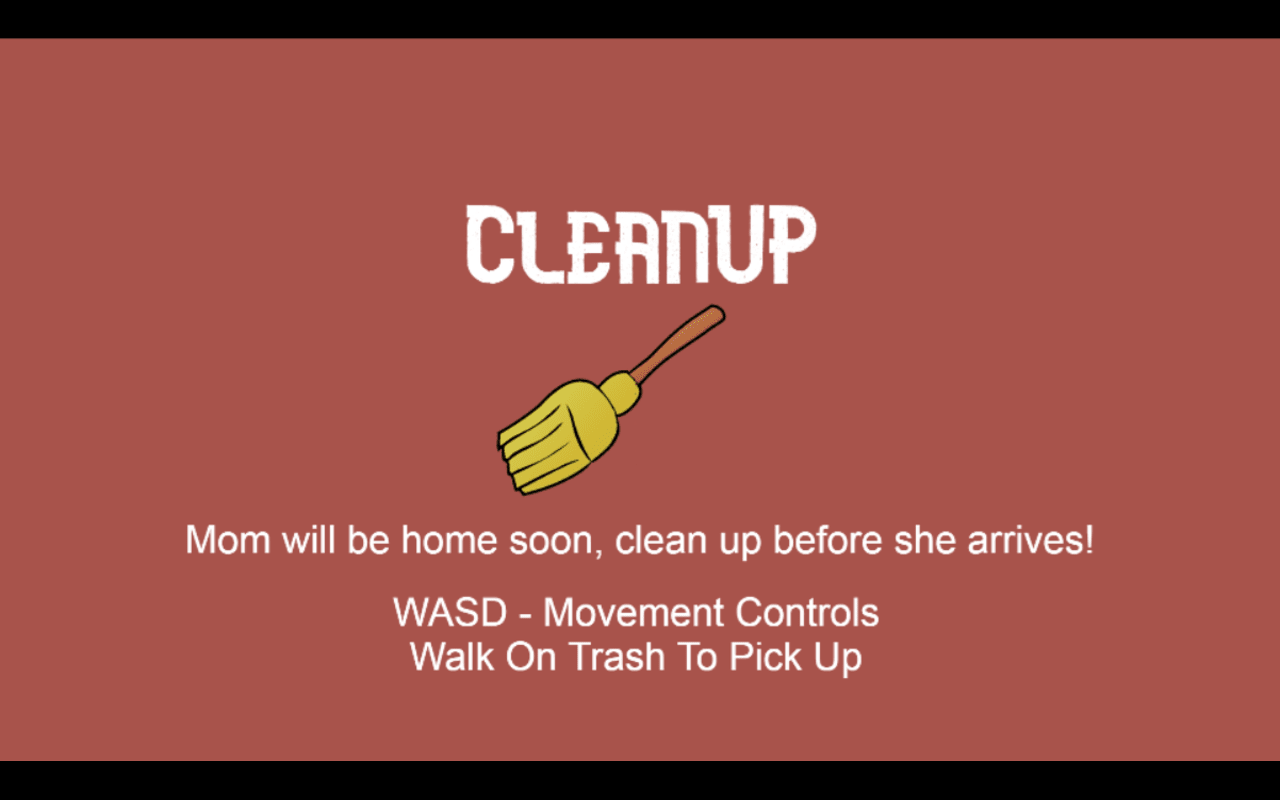 CLEANUP
Mom will be home soon, clean up before she arrives!
WASD - Movement Controls
Walk On Trash To Pick Up